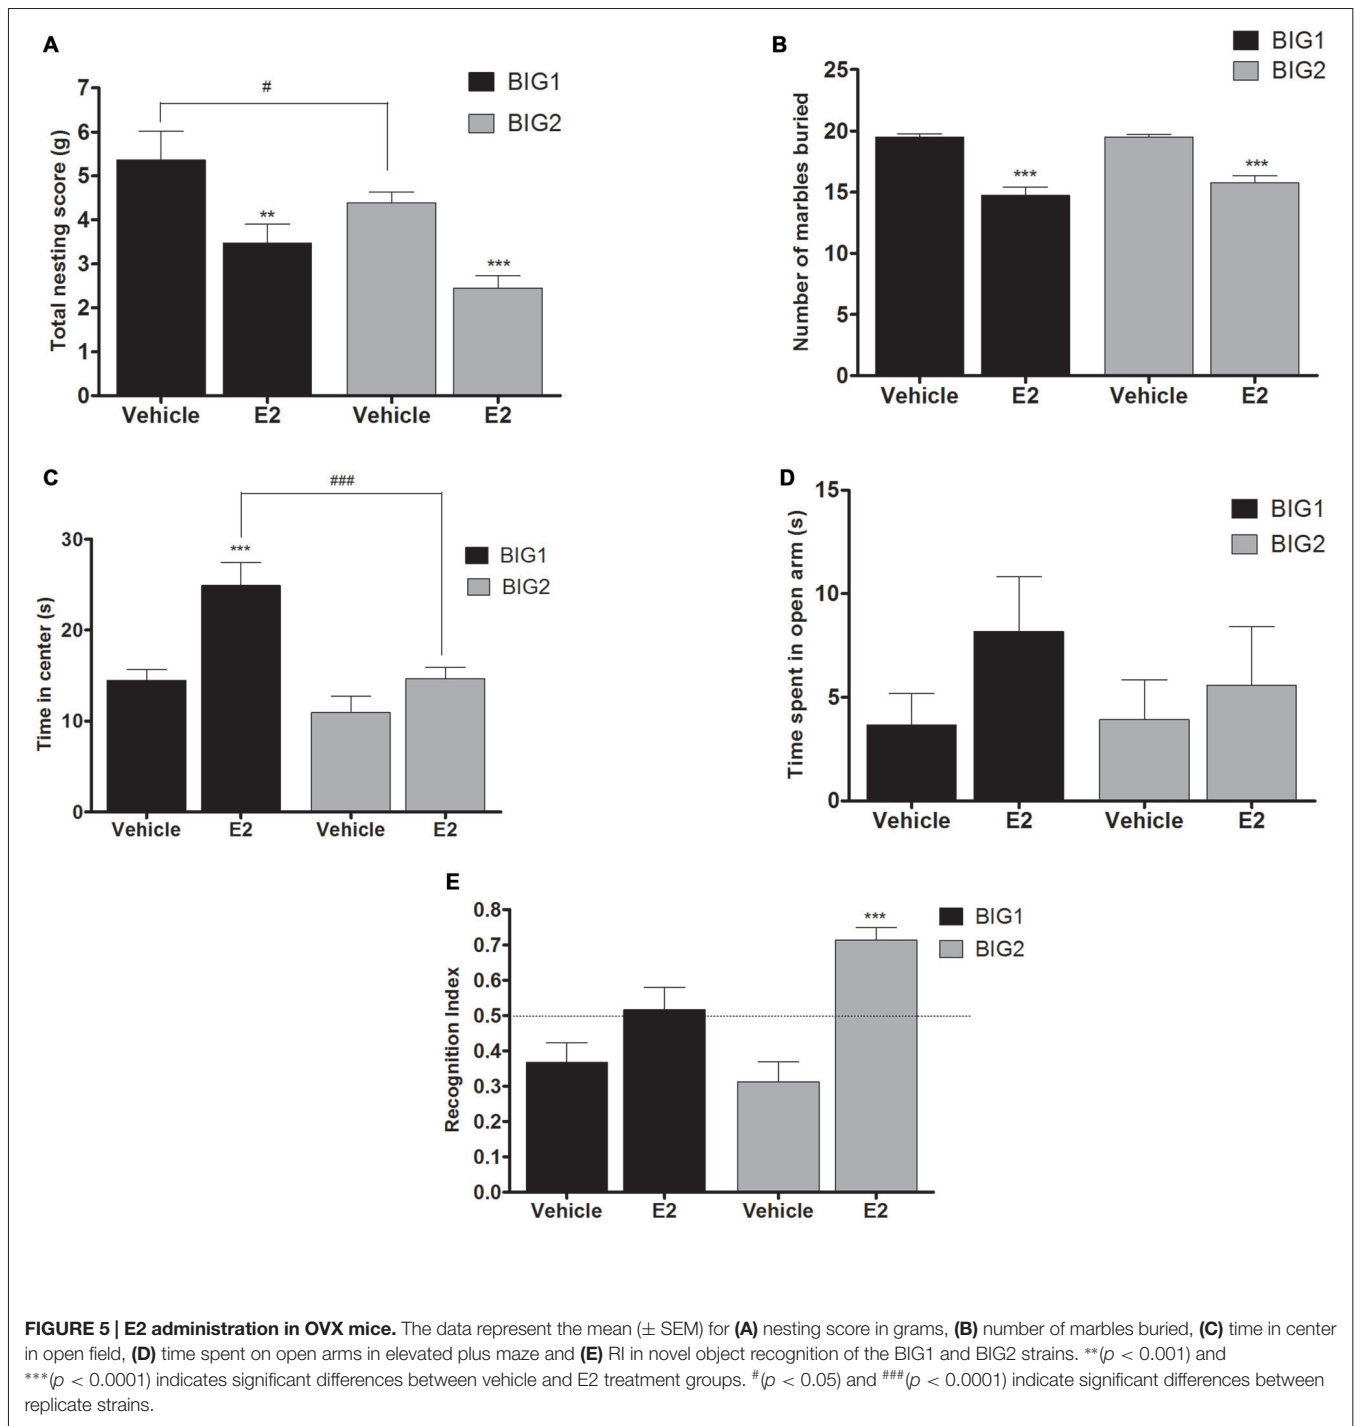 A
BIG1
BIG2
#
7
6
5
4
3
2
1
0
Total nesting score (g)
**
***
Vehicle E2 Vehicle E2
B
BIG1
BIG2
25
20
15
10
5
0
Number of marbles buried
***
***
Vehicle E2 Vehicle E2
C
###
BIG1
BIG2
30
20
10
0
Time in center (s)
***
Vehicle E2 Vehicle E2
D
BIG1
BIG2
15
10
5
0
Time spent in open arm (s)
Vehicle E2 Vehicle E2
E
BIG1
BIG2
0.8
0.7
0.6
0.5
0.4
0.3
0.2
0.1
0.0
Recognition Index
***
Vehicle E2 Vehicle E2
FIGURE 5 | E2 administration in OVX mice. The data represent the mean (± SEM) for (A) nesting score in grams, (B) number of marbles buried, (C) time in center
in open field, (D) time spent on open arms in elevated plus maze and (E) RI in novel object recognition of the BIG1 and BIG2 strains. **(p < 0.001) and
***(p < 0.0001) indicates significant differences between vehicle and E2 treatment groups. #(p < 0.05) and ###(p < 0.0001) indicate significant differences between
replicate strains.